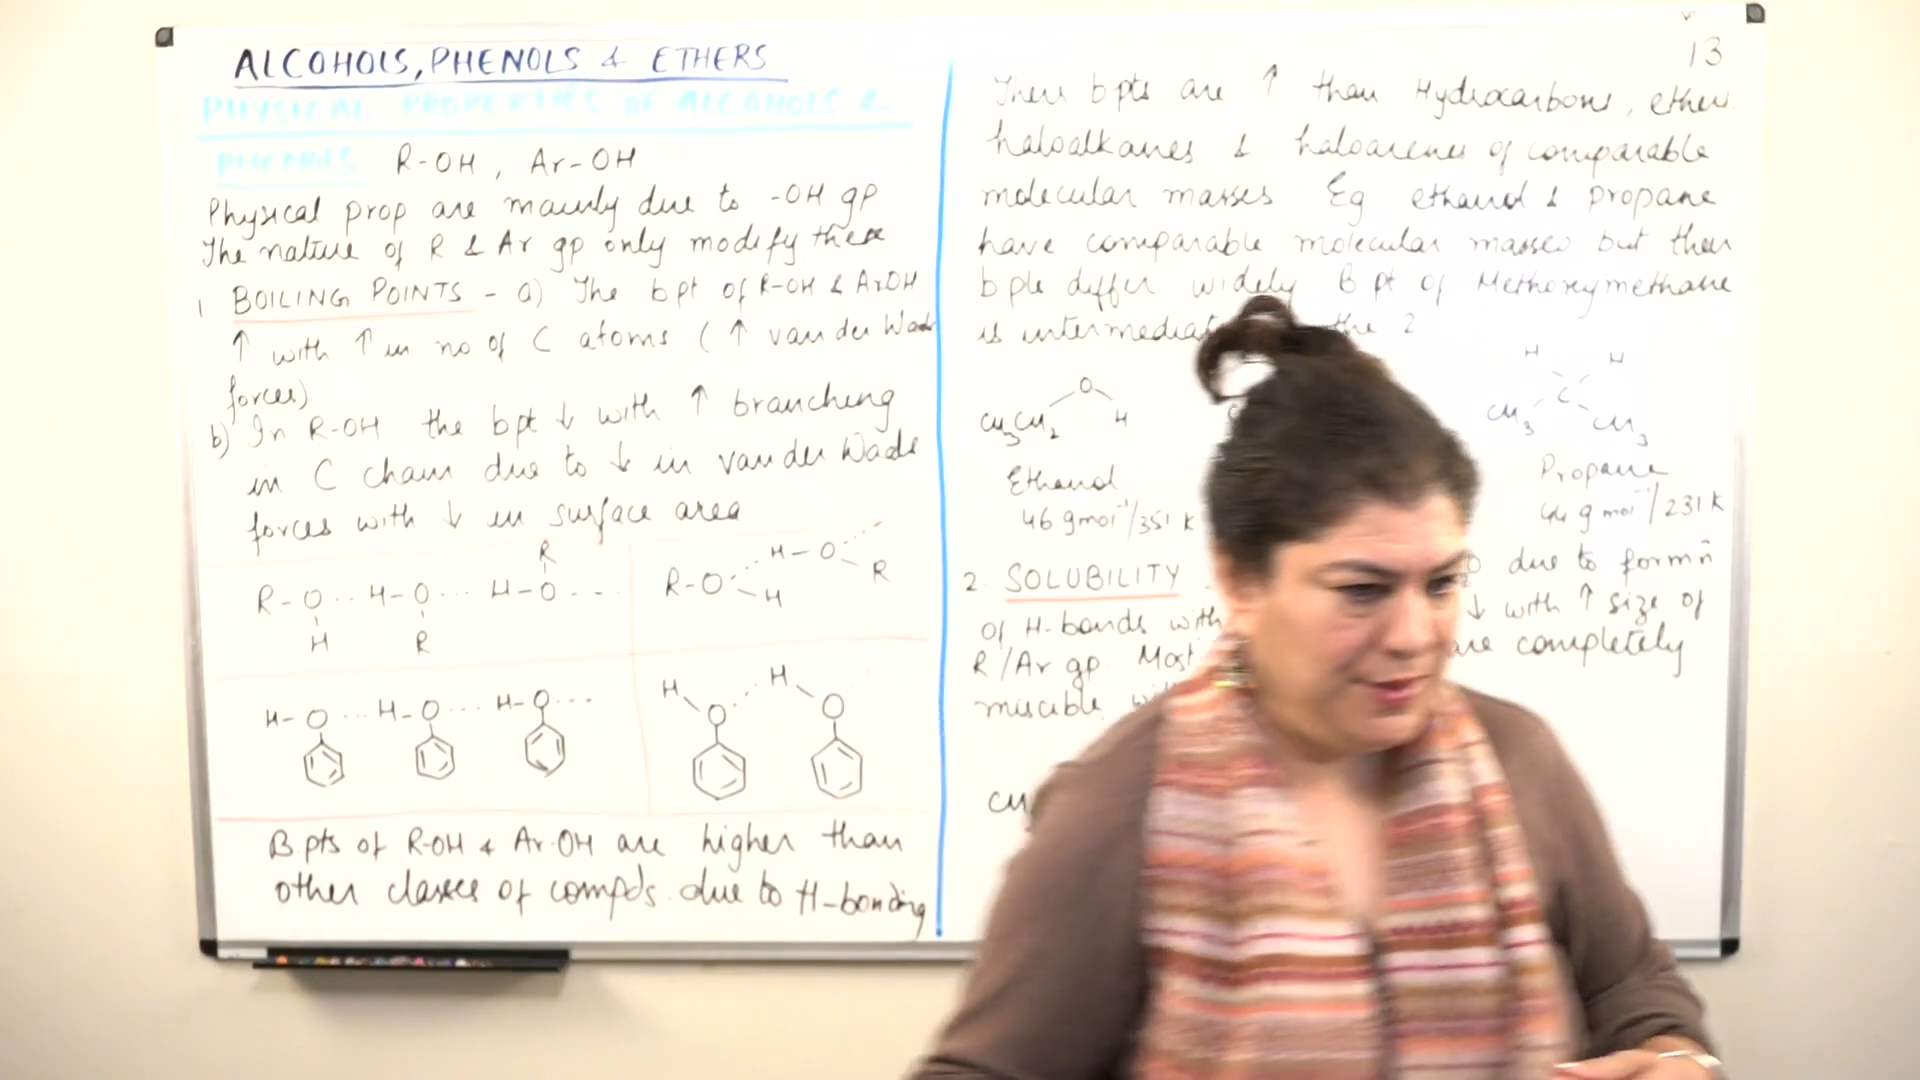 ALCOHOLS, PHENOLS & ETHERS
PHYSICAL PROPERTIES OF ALCOHOLS &
PHENOLS R-OH, Ar-OH
Physical prop are mainly due to -OH gp
The nature of R & Ar gp only modify these
1 BOILING POINTS - a) The b pt of R-OH & ArOH
↑ with ↑ in no of C atoms (↑ van der Waals
forces)
b) In R-OH the b pt ↓ with ↑ branching
in C chain due to ↓ in van der Waals
forces with ↓ in surface area
R-O...H-O...H-O...
H R R
R-O...H-O...
H R
H-O...H-O...H-O...
H O...H O
B pts of R-OH & Ar-OH are higher than
other classes of compds due to H-bonding
13
There b pts are ↑ than Hydrocarbons, ethers
haloalkanes & haloarenes of comparable
molecular masses Eg ethanol & propane
have comparable molecular masses but their
b pts differ widely B pt of Methoxymethane
is the 2
CH3CH2 O H
H H
CH3 C CH3
Ethanol
46 g mol⁻¹/351 K
Propane
44 g mol⁻¹/231 K
2. SOLUBILITY due to formn
of H-bonds with ↓ with ↑ size of
R/Ar gp. Most are completely
miscible